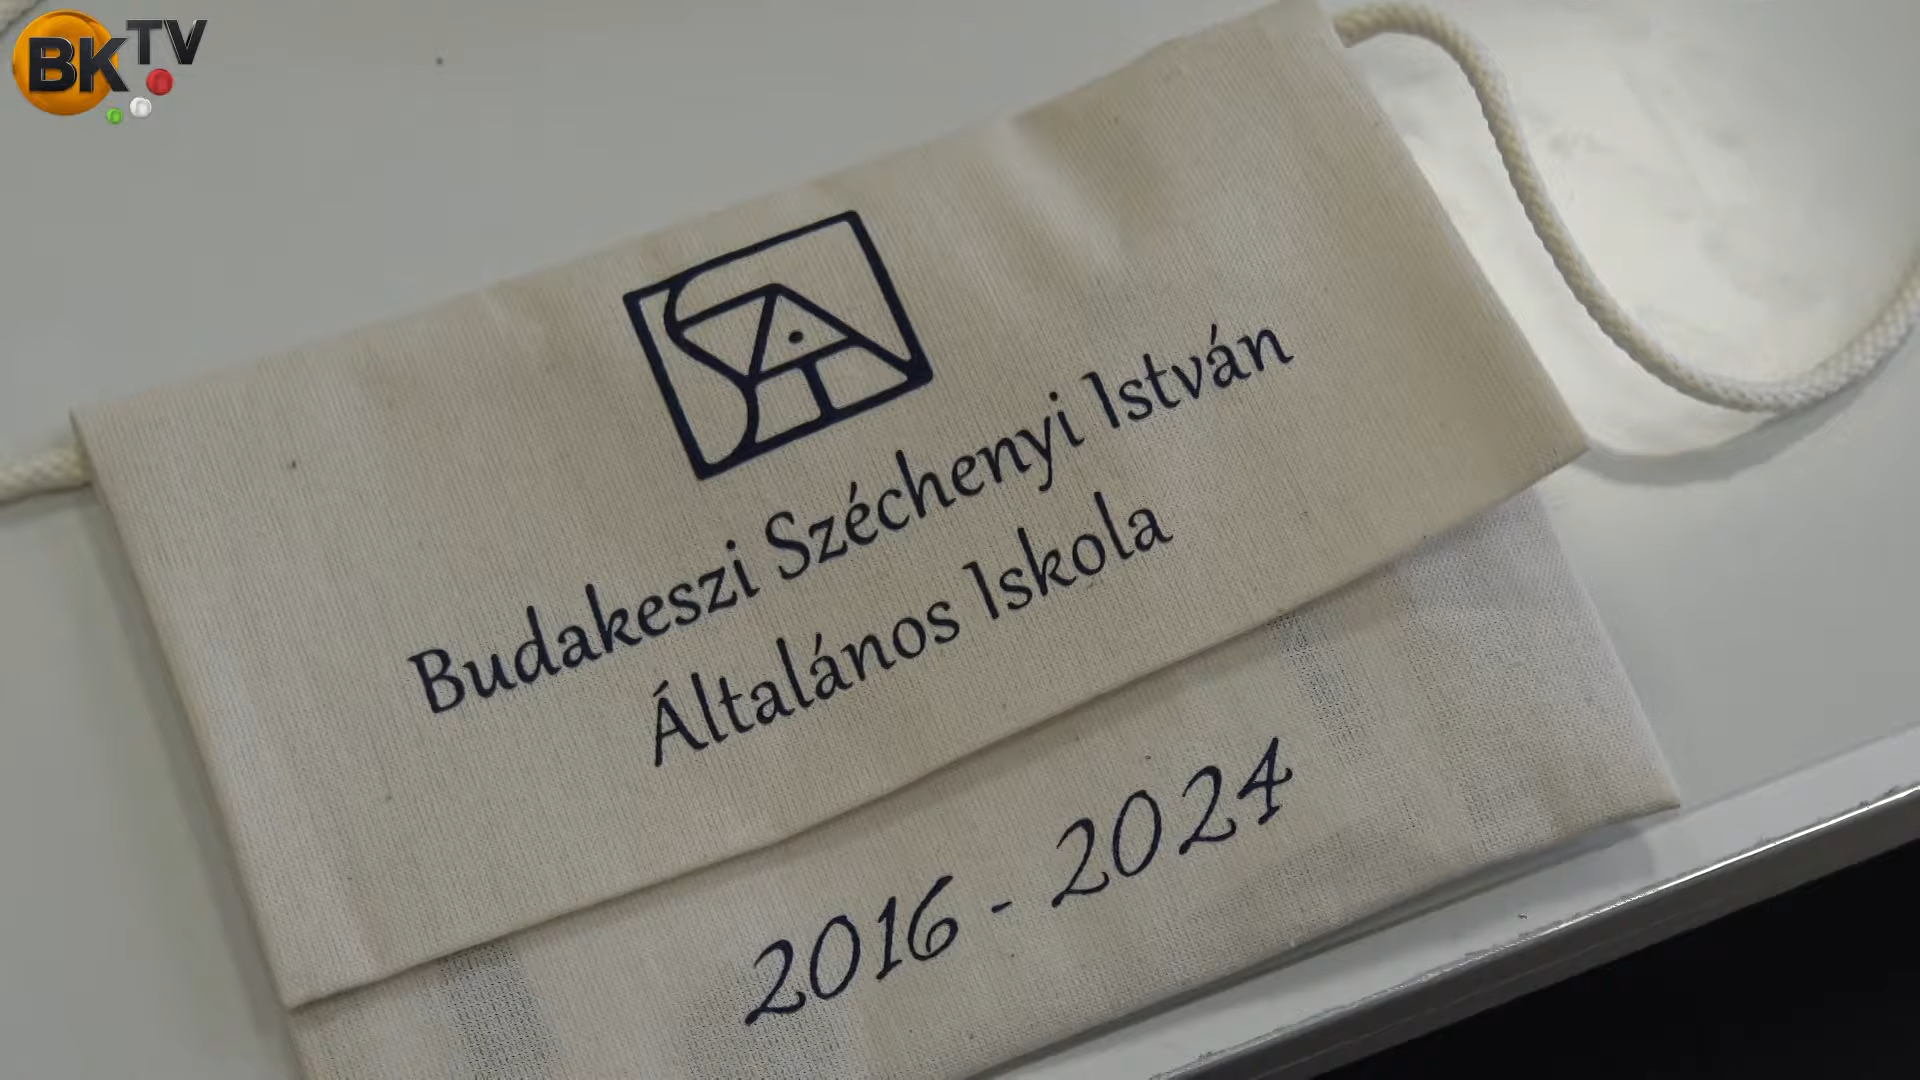 BKTV
Budakeszi Széchenyi István
Általános Iskola
2016 - 2024